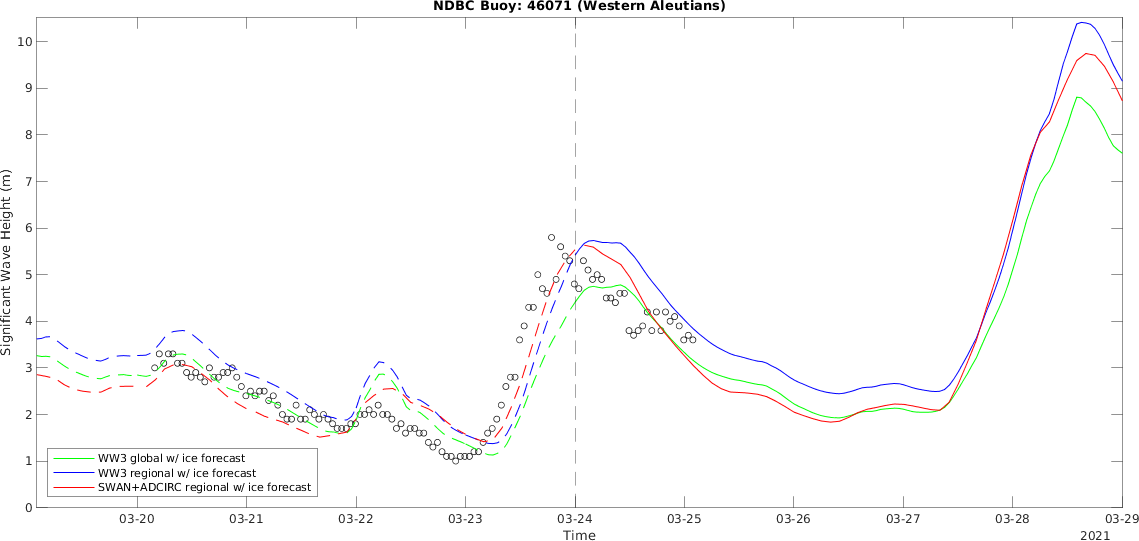 NDBC Buoy: 46071 (Western Aleutians)
Significant Wave Height (m)
10
9
8
7
6
5
4
3
2
1
0
WW3 global w/ ice forecast
WW3 regional w/ ice forecast
SWAN+ADCIRC regional w/ ice forecast
03-20 03-21 03-22 03-23 03-24 03-25 03-26 03-27 03-28 03-29
Time
2021